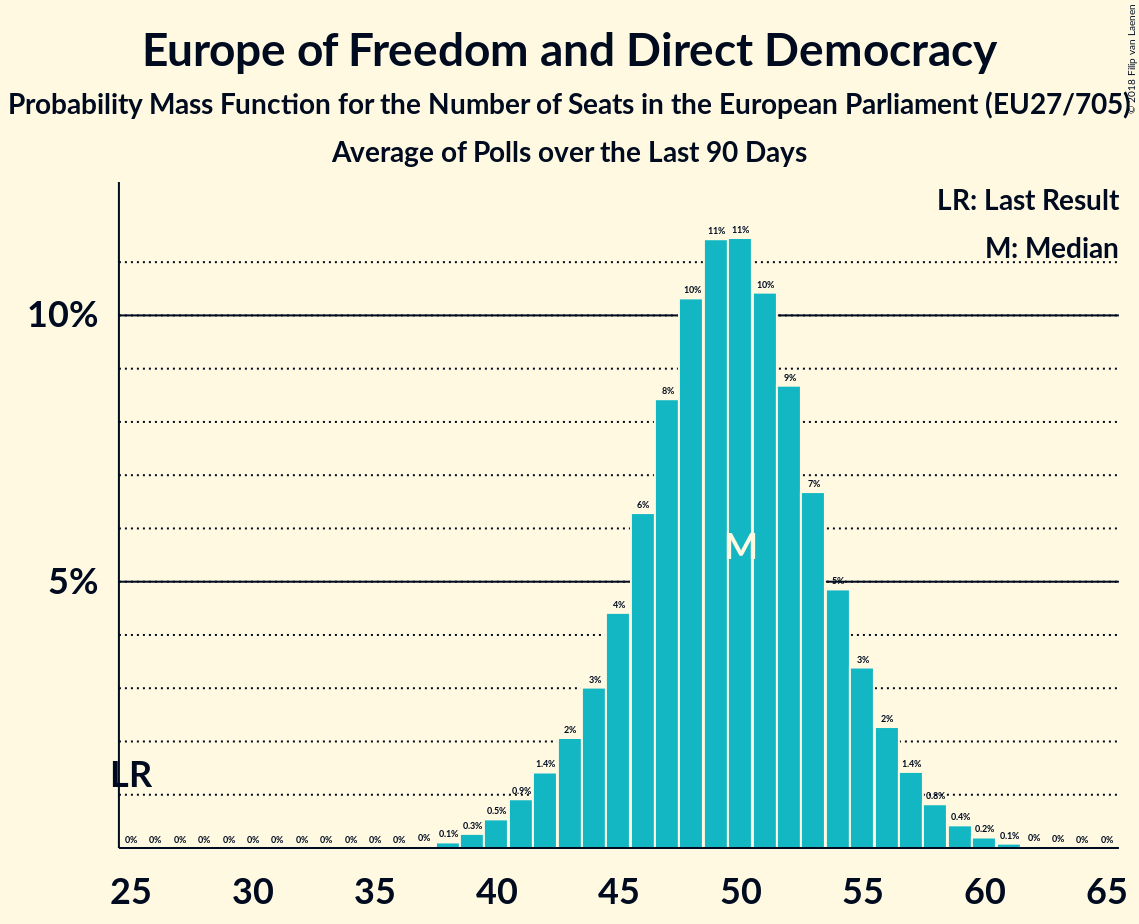 Europe of Freedom and Direct Democracy
Probability Mass Function for the Number of Seats in the European Parliament (EU27/705)
Average of Polls over the Last 90 Days
© 2018 Filip van Laenen
LR: Last Result
M: Median
10%
5%
LR
M
0% 0% 0% 0% 0% 0% 0% 0% 0% 0% 0% 0% 0% 0.1% 0.3% 0.5% 0.9% 1.4% 2% 3% 4% 6% 8% 10% 11% 11% 10% 9% 7% 5% 3% 2% 1.4% 0.8% 0.4% 0.2% 0.1% 0% 0% 0% 0%
25 30 35 40 45 50 55 60 65